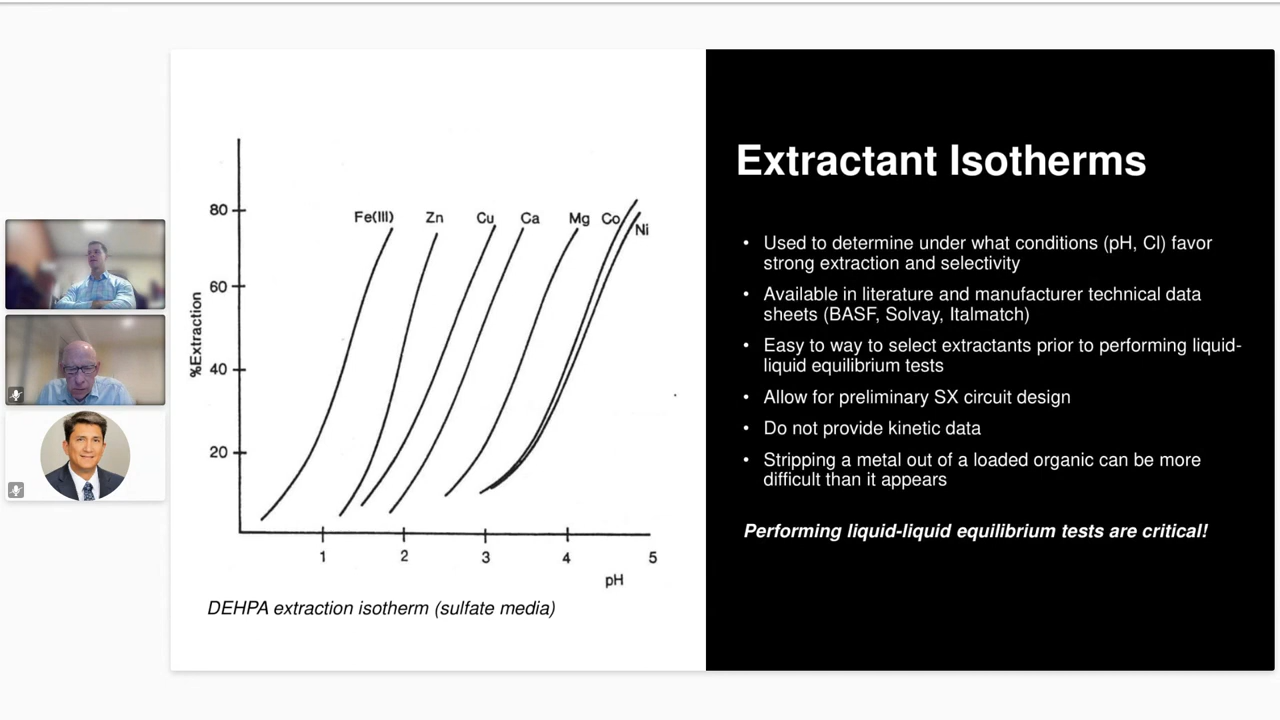 80
60
40
20
%Extraction
Fe(III) Zn Cu Ca Mg Co Ni
1 2 3 4 5
pH
DEHPA extraction isotherm (sulfate media)
Extractant Isotherms
• Used to determine under what conditions (pH, Cl) favor
strong extraction and selectivity
• Available in literature and manufacturer technical data
sheets (BASF, Solvay, Italmatch)
• Easy to way to select extractants prior to performing liquid-
liquid equilibrium tests
• Allow for preliminary SX circuit design
• Do not provide kinetic data
• Stripping a metal out of a loaded organic can be more
difficult than it appears
Performing liquid-liquid equilibrium tests are critical!